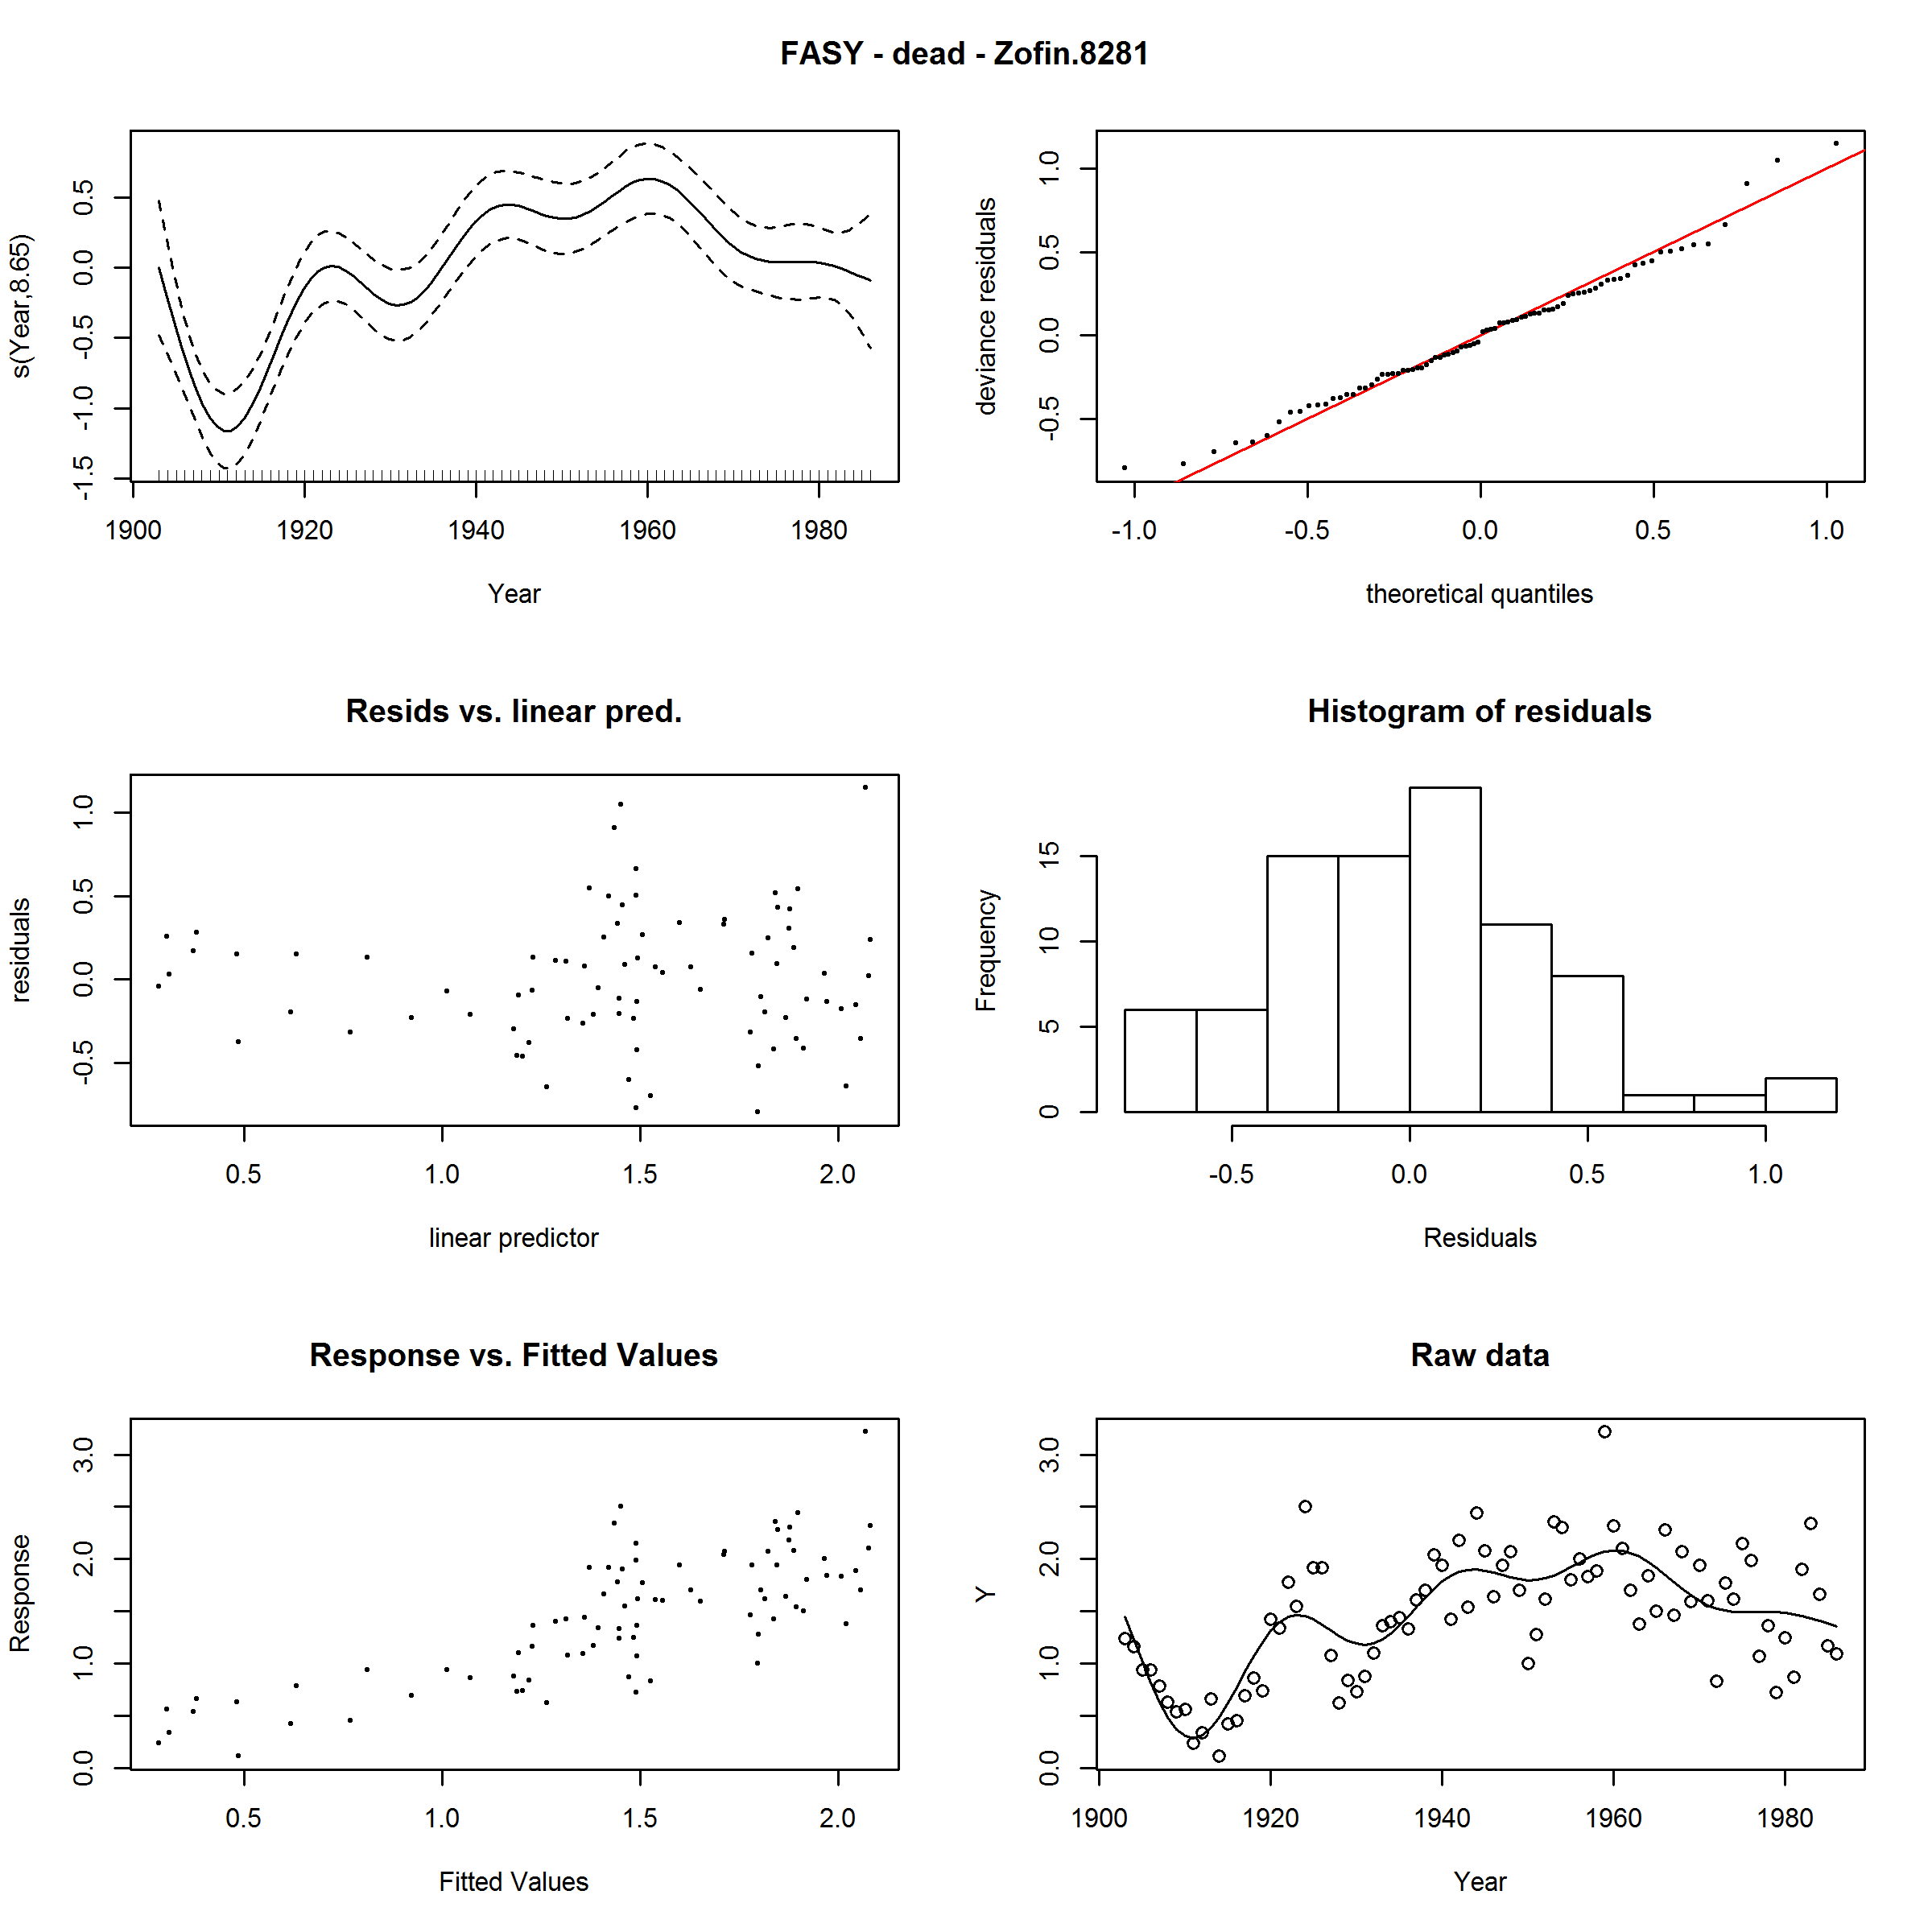 FASY - dead - Zofin.8281
s(Year,8.65)
-1.5 -1.0 -0.5 0.0 0.5
1900 1920 1940 1960 1980
Year
deviance residuals
-0.5 0.0 0.5 1.0
-1.0 -0.5 0.0 0.5 1.0
theoretical quantiles
Resids vs. linear pred.
residuals
-0.5 0.0 0.5 1.0
0.5 1.0 1.5 2.0
linear predictor
Histogram of residuals
Frequency
0 5 10 15
-0.5 0.0 0.5 1.0
Residuals
Response vs. Fitted Values
Response
0.0 1.0 2.0 3.0
0.5 1.0 1.5 2.0
Fitted Values
Raw data
Y
0.0 1.0 2.0 3.0
1900 1920 1940 1960 1980
Year